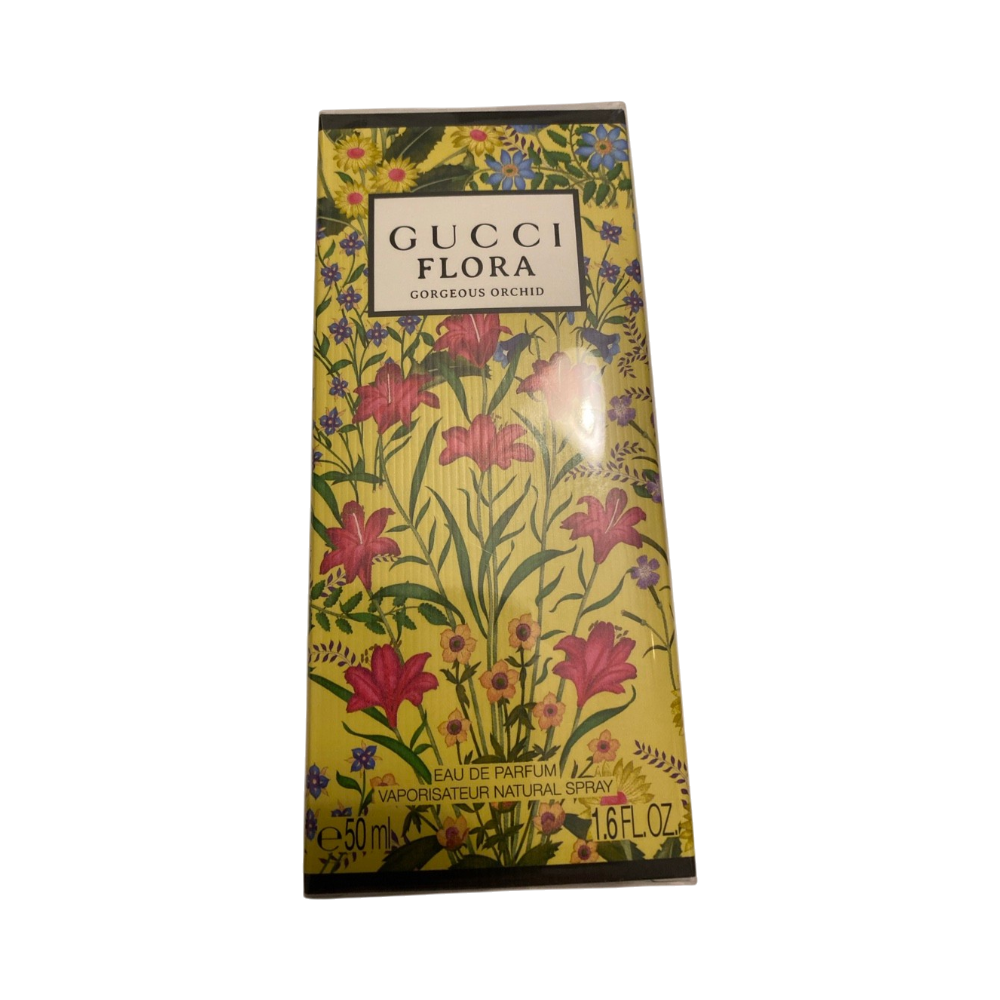 GUCCI
FLORA
GORGEOUS ORCHID
EAU DE PARFUM
VAPORISATEUR NATURAL SPRAY
℮50 ml
1.6 FL.OZ.